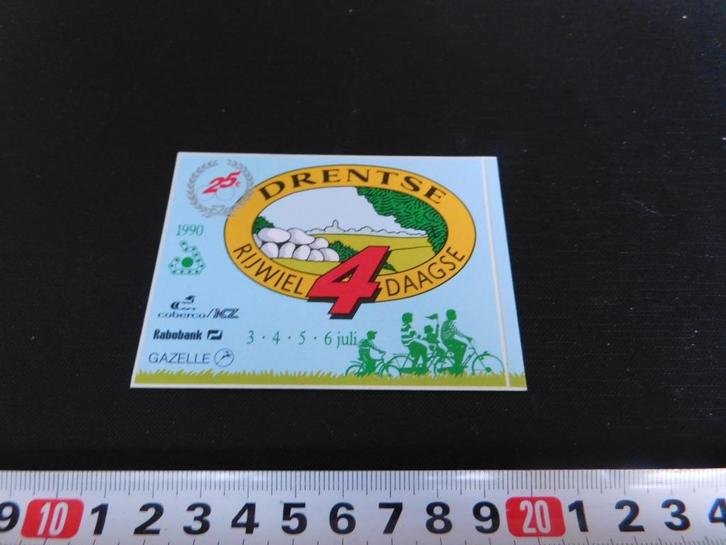 25e
DRENTSE
RIJWIEL 4 DAAGSE
1990
coberco/NCZ
Rabobank
GAZELLE
3 · 4 · 5 · 6 juli
9 10 1 2 3 4 5 6 7 8 9 20 1 2 3 4